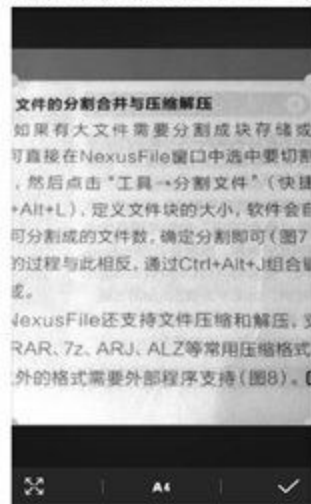 文件的分割合并与压缩解压
如果有大文件需要分割成块存储或
可直接在NexusFile窗口中选中要切割
，然后点击“工具→分割文件”（快捷
+Alt+L），定义文件块的大小，软件会自
可分割成的文件数，确定分割即可（图7
的过程与此相反，通过Ctrl+Alt+J组合键
成。
NexusFile还支持文件压缩和解压，支
RAR、7z、ARJ、ALZ等常用压缩格式
外的格式需要外部程序支持（图8）。
A4